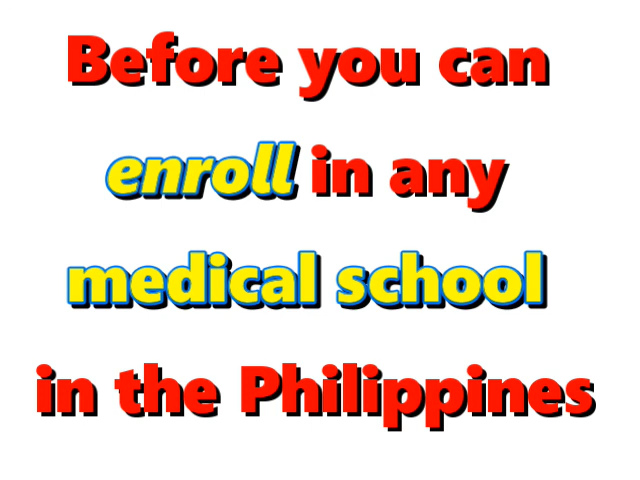 Before you can
enroll in any
medical school
in the Philippines